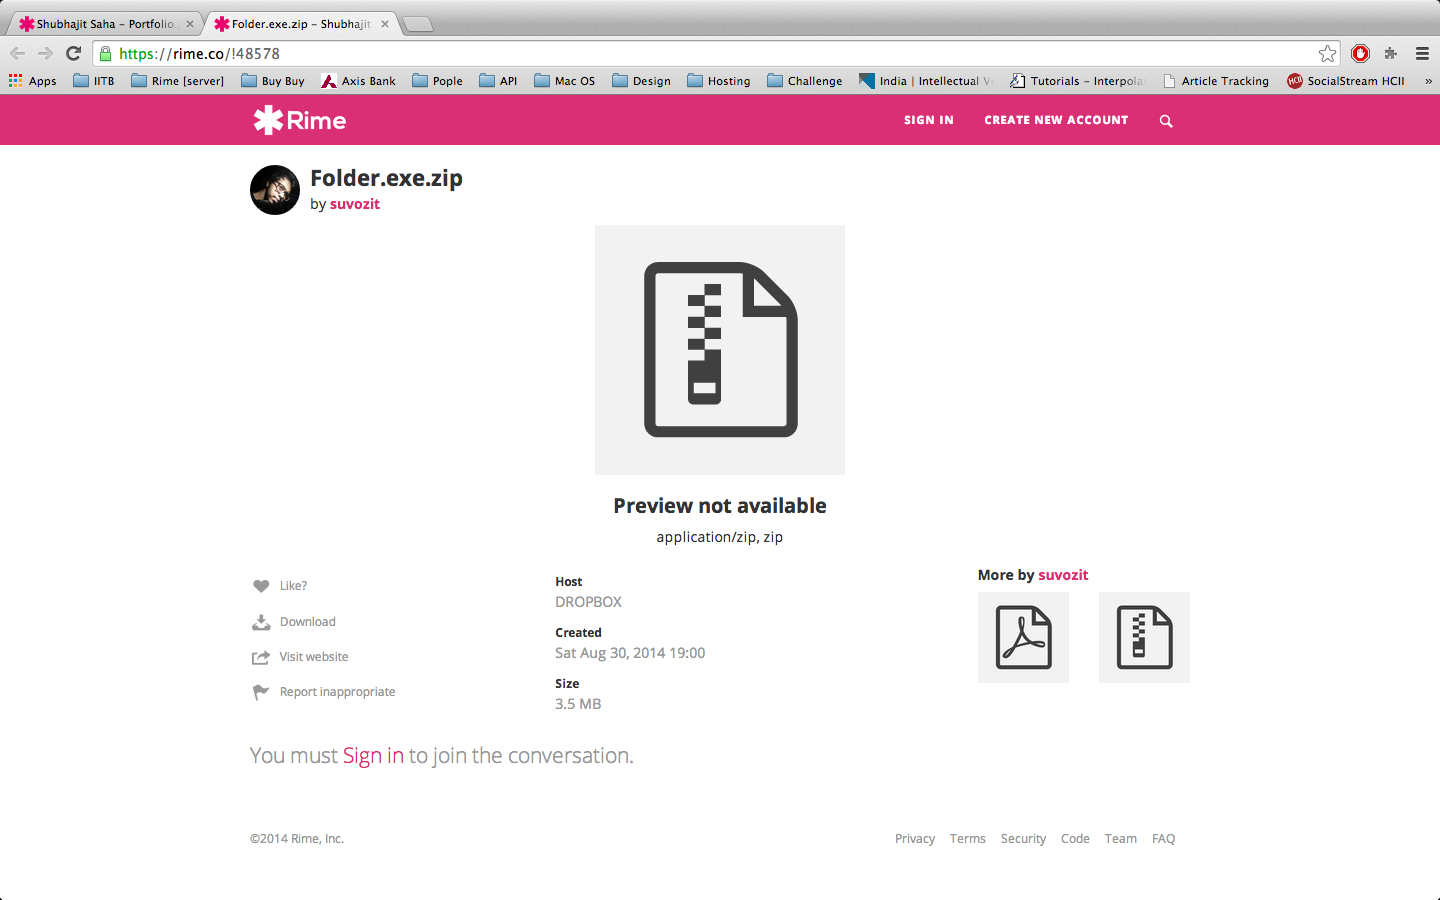 Shubhajit Saha – Portfolio.
Folder.exe.zip – Shubhajit
https://rime.co/!48578
Apps IITB Rime [server] Buy Buy Axis Bank Pople API Mac OS Design Hosting Challenge India | Intellectual Ve Tutorials – Interpola Article Tracking SocialStream HCII »
Rime
SIGN IN CREATE NEW ACCOUNT
Folder.exe.zip
by suvozit
Preview not available
application/zip, zip
Like?
Download
Visit website
Report inappropriate
Host
DROPBOX
Created
Sat Aug 30, 2014 19:00
Size
3.5 MB
More by suvozit
You must Sign in to join the conversation.
©2014 Rime, Inc.
Privacy Terms Security Code Team FAQ